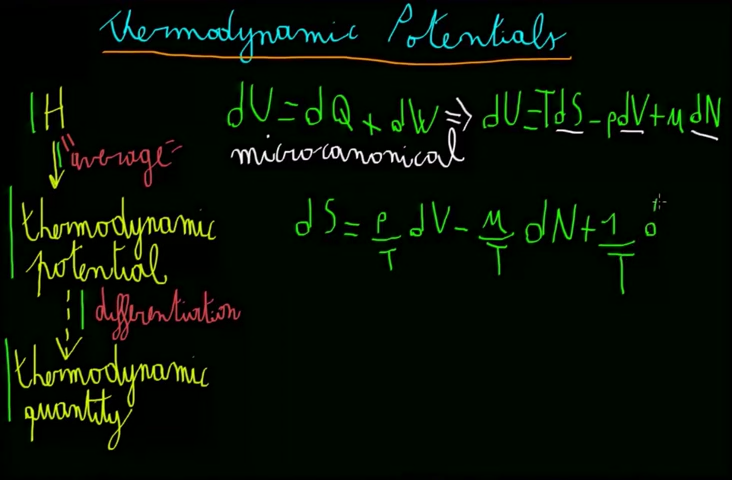 Thermodynamic Potentials
H
"average"
thermodynamic
potential
differentiation
thermodynamic
quantity
dU = dQ + dW ⇒ dU = TdS - pdV + μdN
microcanonical
dS = p/T dV - μ/T dN + 1/T